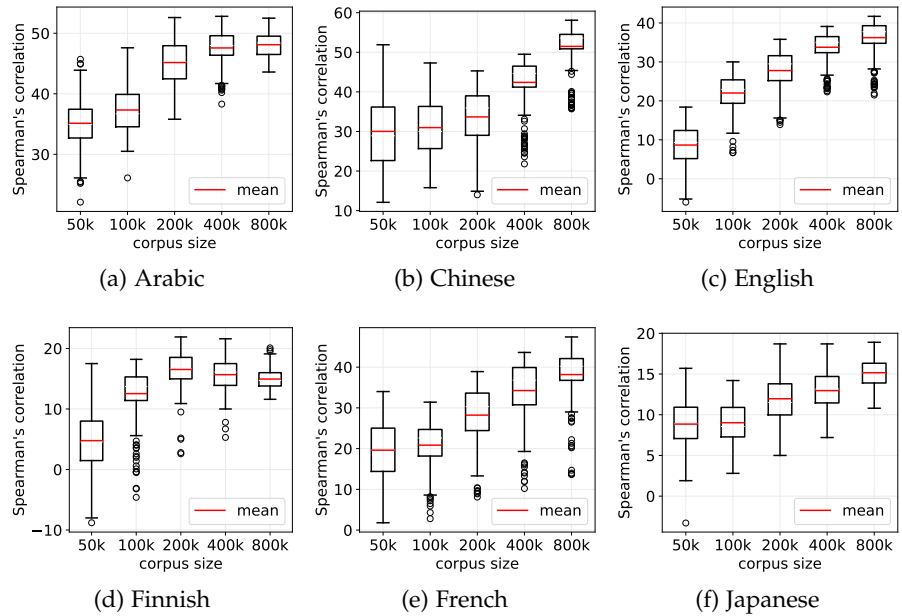 Spearman's correlation
50
40
30
50k 100k 200k 400k 800k
corpus size
mean
(a) Arabic
Spearman's correlation
60
50
40
30
20
10
50k 100k 200k 400k 800k
corpus size
mean
(b) Chinese
Spearman's correlation
40
30
20
10
0
50k 100k 200k 400k 800k
corpus size
mean
(c) English
Spearman's correlation
20
10
0
−10
50k 100k 200k 400k 800k
corpus size
mean
(d) Finnish
Spearman's correlation
40
30
20
10
0
50k 100k 200k 400k 800k
corpus size
mean
(e) French
Spearman's correlation
20
15
10
5
0
50k 100k 200k 400k 800k
corpus size
mean
(f) Japanese